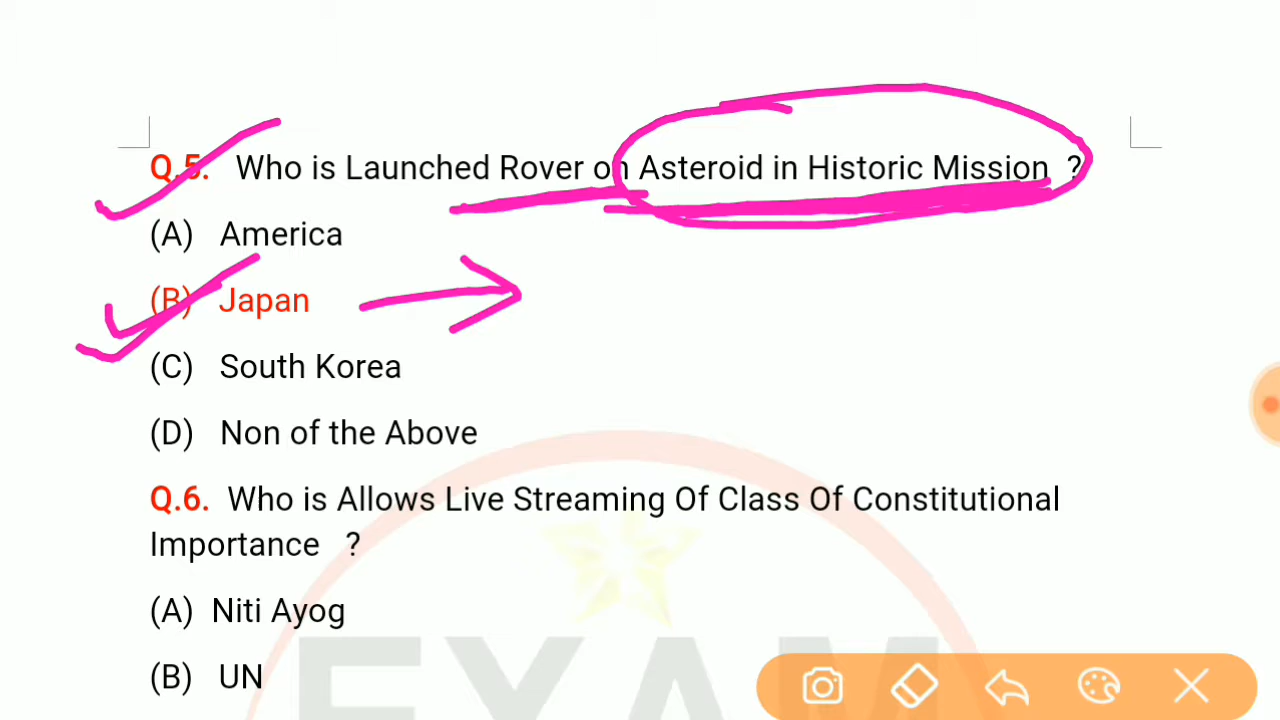 Q.5. Who is Launched Rover on Asteroid in Historic Mission ?
(A) America
(B) Japan
(C) South Korea
(D) Non of the Above
Q.6. Who is Allows Live Streaming Of Class Of Constitutional
Importance ?
(A) Niti Ayog
(B) UN
EXAM